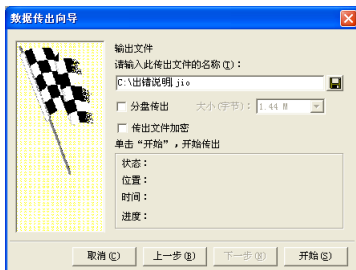 数据传出向导
输出文件
请输入此传出文件的名称(T):
C:\出错说明.jio
分盘传出 大小(字节): 1.44 M
传出文件加密
单击“开始”,开始传出
状态:
位置:
时间:
进度:
取消(C) 上一步(B) 下一步(N) 开始(S)